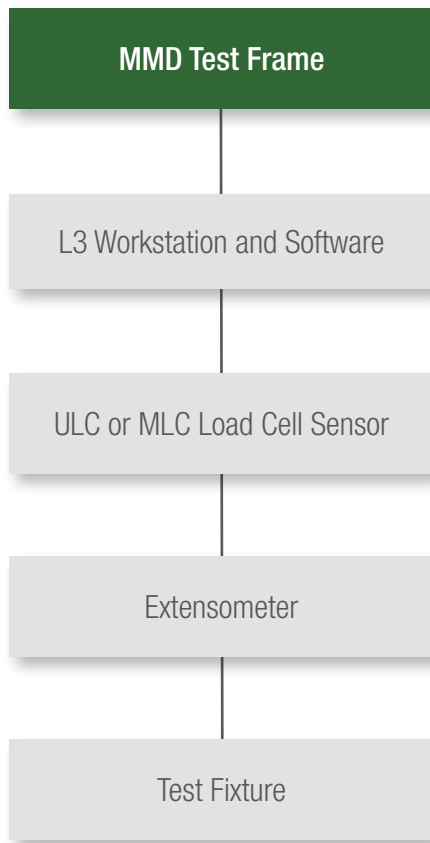 MMD Test Frame
L3 Workstation and Software
ULC or MLC Load Cell Sensor
Extensometer
Test Fixture